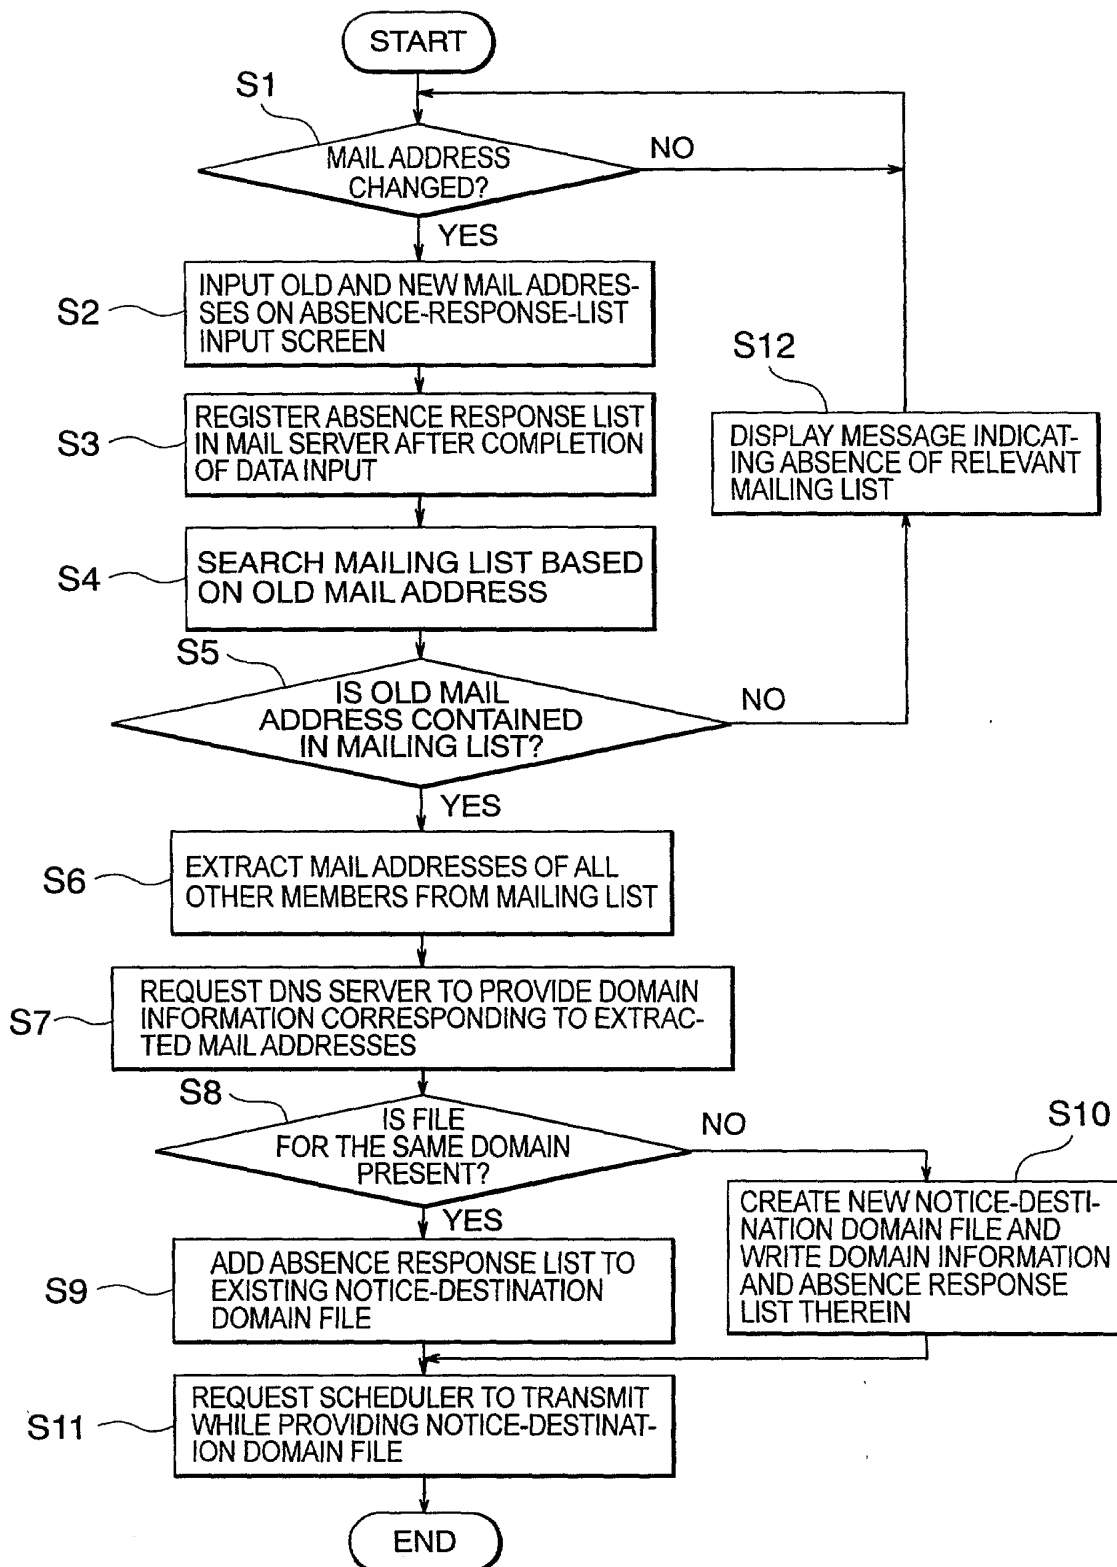 START
S1
MAIL ADDRESS
CHANGED?
NO
YES
S2
INPUT OLD AND NEW MAIL ADDRES-
SES ON ABSENCE-RESPONSE-LIST
INPUT SCREEN
S12
DISPLAY MESSAGE INDICAT-
ING ABSENCE OF RELEVANT
MAILING LIST
S3
REGISTER ABSENCE RESPONSE LIST
IN MAIL SERVER AFTER COMPLETION
OF DATA INPUT
S4
SEARCH MAILING LIST BASED
ON OLD MAIL ADDRESS
S5
IS OLD MAIL
ADDRESS CONTAINED
IN MAILING LIST?
NO
YES
S6
EXTRACT MAIL ADDRESSES OF ALL
OTHER MEMBERS FROM MAILING LIST
S7
REQUEST DNS SERVER TO PROVIDE DOMAIN
INFORMATION CORRESPONDING TO EXTRAC-
TED MAIL ADDRESSES
S8
IS FILE
FOR THE SAME DOMAIN
PRESENT?
NO
YES
S10
CREATE NEW NOTICE-DESTI-
NATION DOMAIN FILE AND
WRITE DOMAIN INFORMATION
AND ABSENCE RESPONSE
LIST THEREIN
S9
ADD ABSENCE RESPONSE LIST TO
EXISTING NOTICE-DESTINATION
DOMAIN FILE
S11
REQUEST SCHEDULER TO TRANSMIT
WHILE PROVIDING NOTICE-DESTINAT-
ION DOMAIN FILE
END